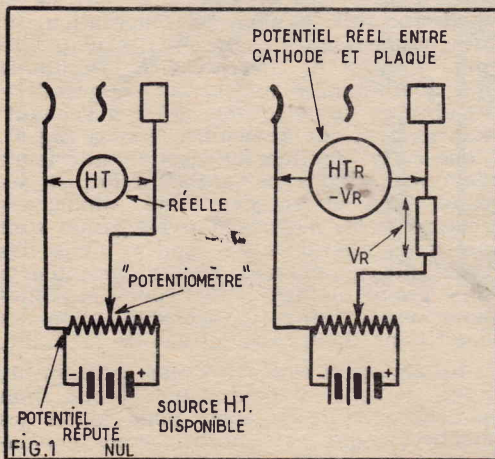 POTENTIEL RÉEL ENTRE
CATHODE ET PLAQUE
HT
RÉELLE
HTR
-VR
VR
"POTENTIOMÈTRE"
- +
- +
POTENTIEL
RÉPUTÉ
NUL
SOURCE H.T.
DISPONIBLE
FIG.1